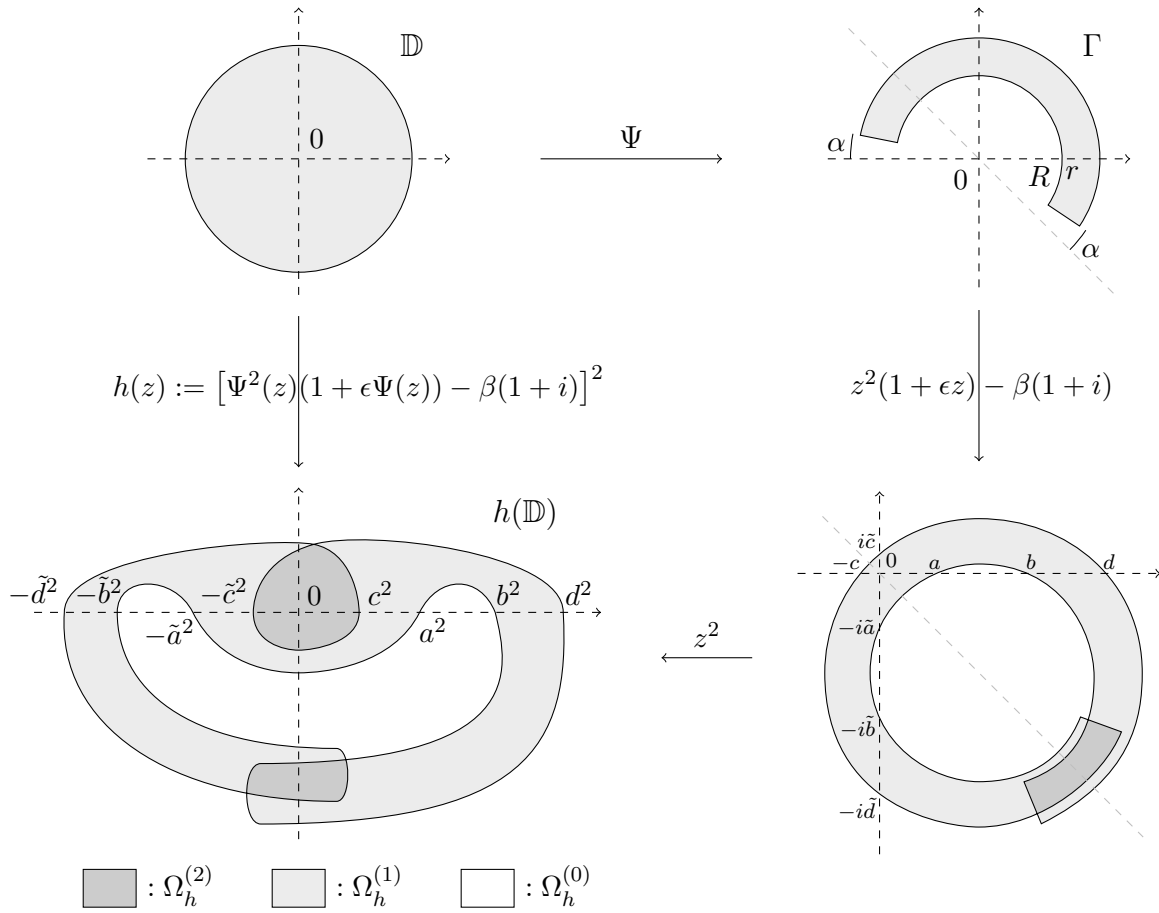 𝔻
0
Ψ
Γ
α
0
R
r
α
h(z) := [Ψ²(z)(1 + ϵΨ(z)) − β(1 + i)]²
z²(1 + ϵz) − β(1 + i)
h(𝔻)
−d̃²
−b̃²
−c̃²
0
c²
b²
d²
−ã²
a²
z²
ic̃
−c
0
a
b
d
−iã
−ib̃
−id̃
: Ω_h^{(2)}
: Ω_h^{(1)}
: Ω_h^{(0)}